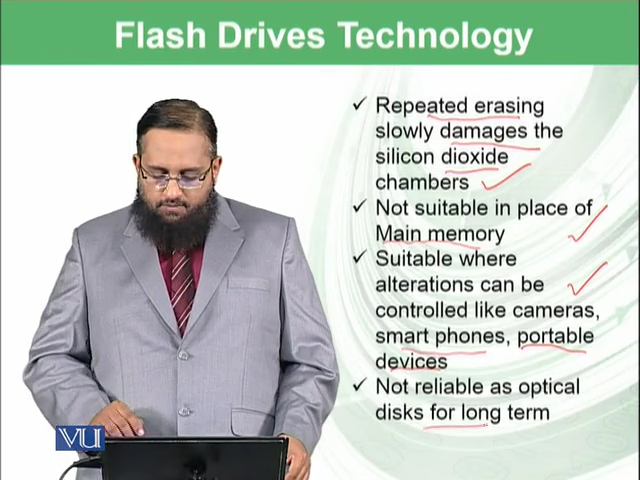 Flash Drives Technology
✓ Repeated erasing
slowly damages the
silicon dioxide
chambers
✓ Not suitable in place of
Main memory
✓ Suitable where
alterations can be
controlled like cameras,
smart phones, portable
devices
✓ Not reliable as optical
disks for long term
VU